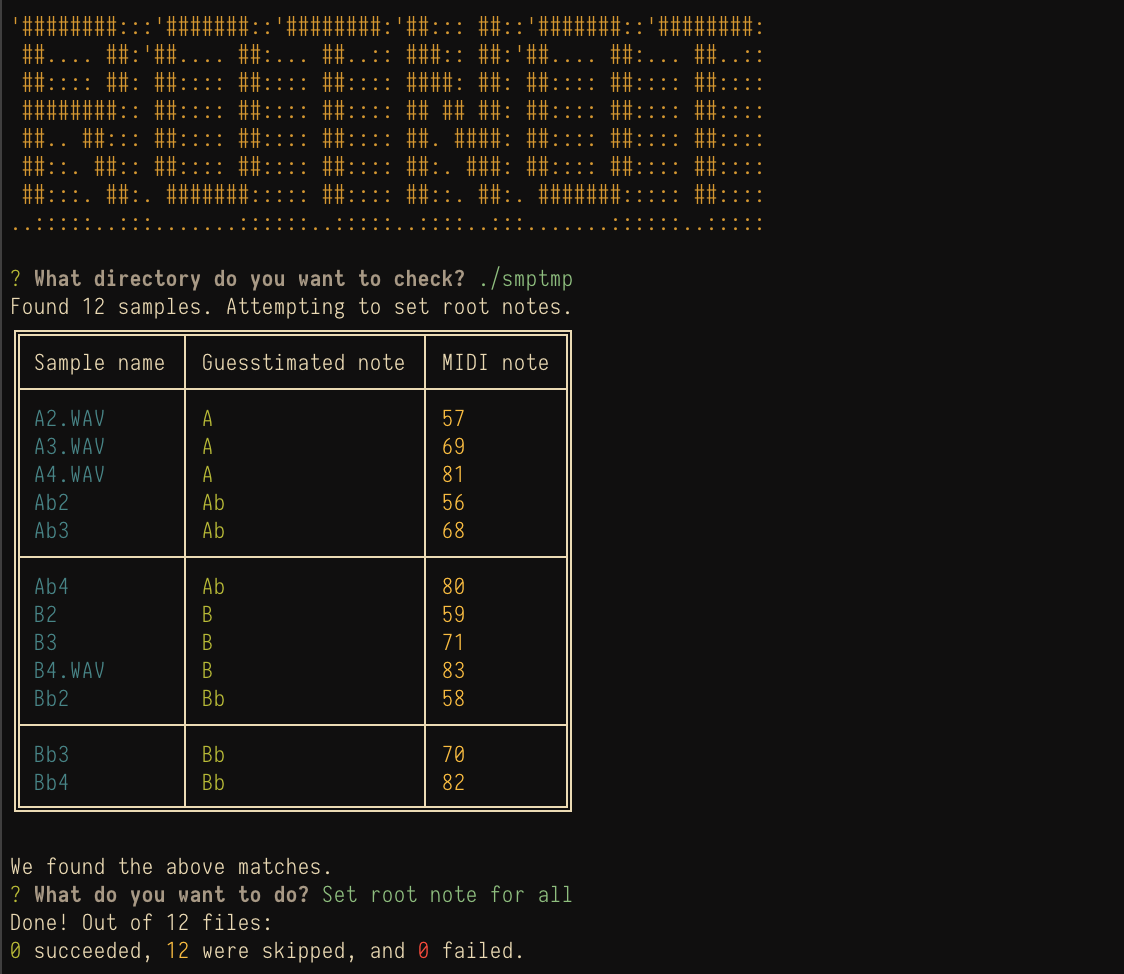 '########:::'#######::'########:'##::: ##::'#######::'########:
 ##.... ##:'##.... ##:... ##..:: ###:: ##:'##.... ##:... ##..::
 ##:::: ##: ##:::: ##:::: ##:::: ####: ##: ##:::: ##:::: ##::::
 ########:: ##:::: ##:::: ##:::: ## ## ##: ##:::: ##:::: ##::::
 ##.. ##::: ##:::: ##:::: ##:::: ##. ####: ##:::: ##:::: ##::::
 ##::. ##:: ##:::: ##:::: ##:::: ##:. ###: ##:::: ##:::: ##::::
 ##:::. ##:. #######::::: ##:::: ##::. ##:. #######::::: ##::::
..:::::..:::.......::::::..:::::..::::..:::.......::::::..:::::
? What directory do you want to check? ./smptmp
Found 12 samples. Attempting to set root notes.
Sample name Guesstimated note MIDI note
A2.WAV A 57
A3.WAV A 69
A4.WAV A 81
Ab2 Ab 56
Ab3 Ab 68
Ab4 Ab 80
B2 B 59
B3 B 71
B4.WAV B 83
Bb2 Bb 58
Bb3 Bb 70
Bb4 Bb 82
We found the above matches.
? What do you want to do? Set root note for all
Done! Out of 12 files:
0 succeeded, 12 were skipped, and 0 failed.